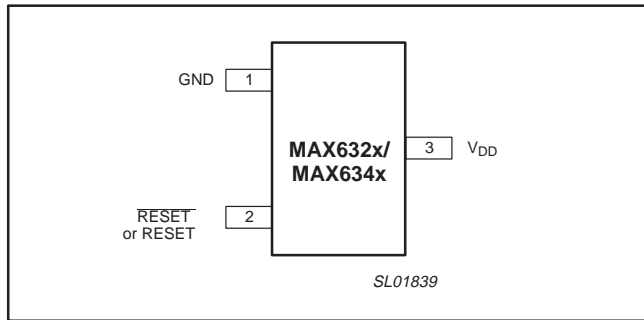 GND 1
MAX632x/
MAX634x
3 VDD
RESET 2
or RESET
SL01839